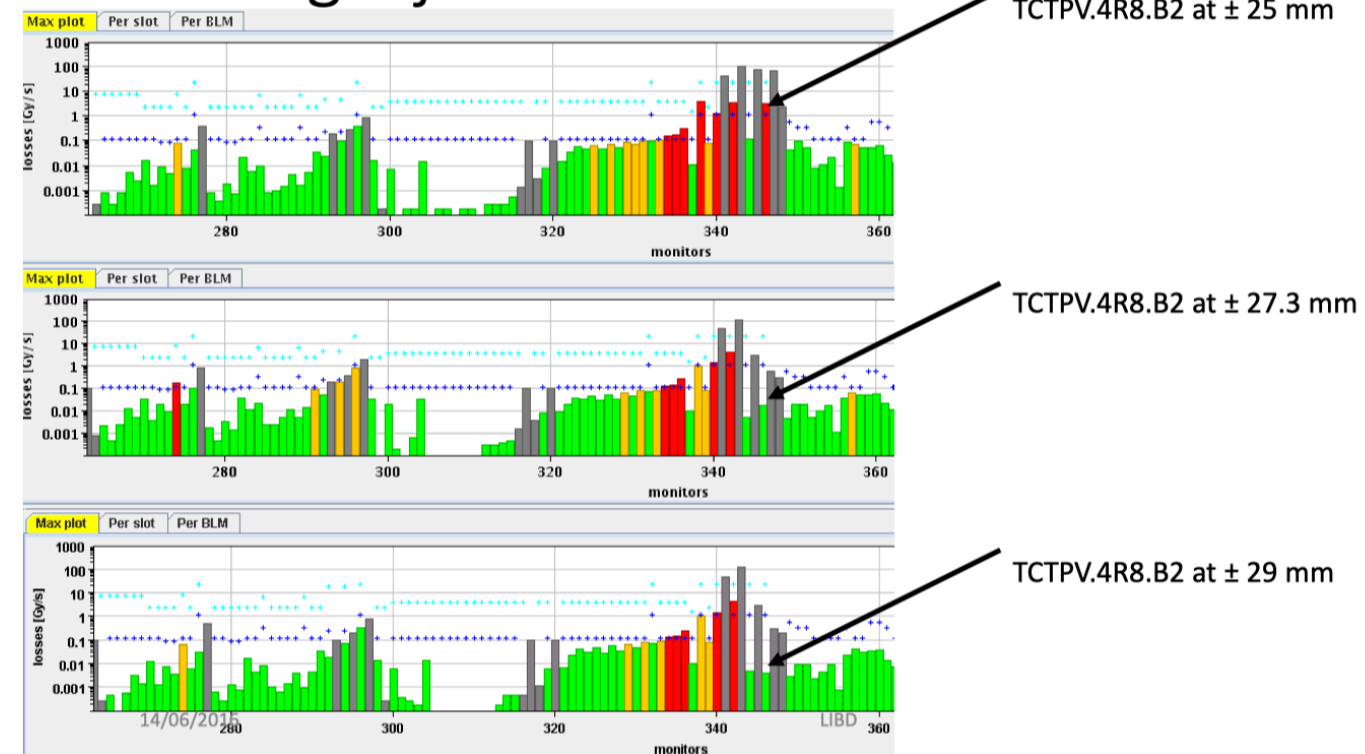 TCTPV.4R8.B2 at ± 25 mm
Max plot Per slot Per BLM
1000
100
10
1
0.1
0.01
0.001
losses [Gy/s]
280 300 320 340 360
monitors
TCTPV.4R8.B2 at ± 27.3 mm
Max plot Per slot Per BLM
1000
100
10
1
0.1
0.01
0.001
losses [Gy/s]
280 300 320 340 360
monitors
TCTPV.4R8.B2 at ± 29 mm
Max plot Per slot Per BLM
1000
100
10
1
0.1
0.01
0.001
losses [Gy/s]
14/06/2015 LIBD
280 300 320 340 360
monitors